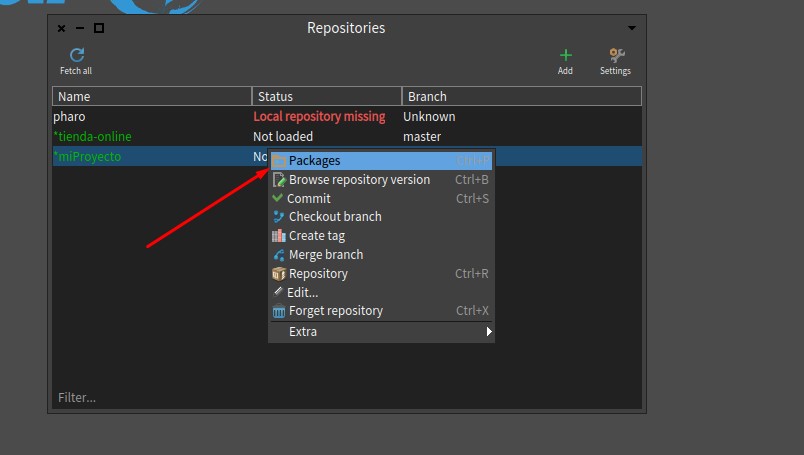 Repositories
Fetch all
Add
Settings
Name Status Branch
pharo Local repository missing Unknown
*tienda-online Not loaded master
*miProyecto No
Packages Ctrl+P
Browse repository version Ctrl+B
Commit Ctrl+S
Checkout branch
Create tag
Merge branch
Repository Ctrl+R
Edit...
Forget repository Ctrl+X
Extra
Filter...